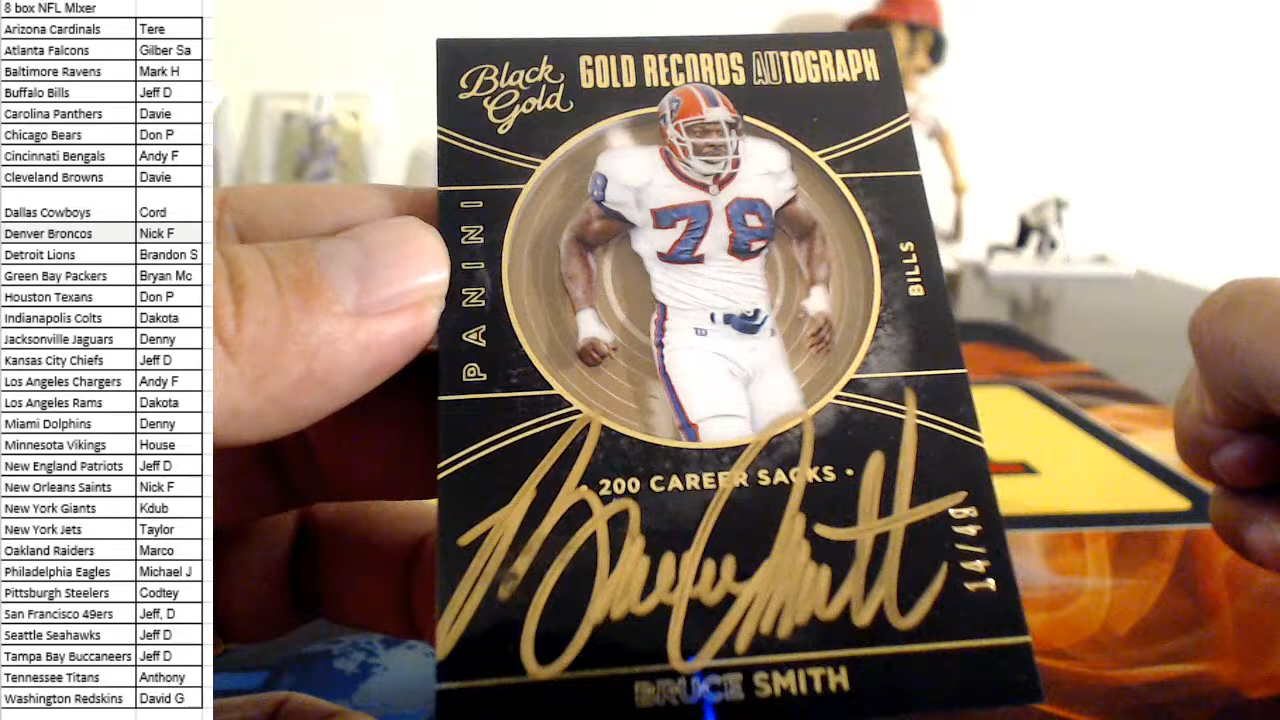 8 box NFL MIxer
Arizona Cardinals Tere
Atlanta Falcons Gilber Sa
Baltimore Ravens Mark H
Buffalo Bills Jeff D
Carolina Panthers Davie
Chicago Bears Don P
Cincinnati Bengals Andy F
Cleveland Browns Davie
Dallas Cowboys Cord
Denver Broncos Nick F
Detroit Lions Brandon S
Green Bay Packers Bryan Mc
Houston Texans Don P
Indianapolis Colts Dakota
Jacksonville Jaguars Denny
Kansas City Chiefs Jeff D
Los Angeles Chargers Andy F
Los Angeles Rams Dakota
Miami Dolphins Denny
Minnesota Vikings House
New England Patriots Jeff D
New Orleans Saints Nick F
New York Giants Kdub
New York Jets Taylor
Oakland Raiders Marco
Philadelphia Eagles Michael J
Pittsburgh Steelers Codtey
San Francisco 49ers Jeff, D
Seattle Seahawks Jeff D
Tampa Bay Buccaneers Jeff D
Tennessee Titans Anthony
Washington Redskins David G
Black Gold
GOLD RECORDS AUTOGRAPH
PANINI
78
8
BILLS
• 200 CAREER SACKS •
Bruce Smith
14/49
BRUCE SMITH